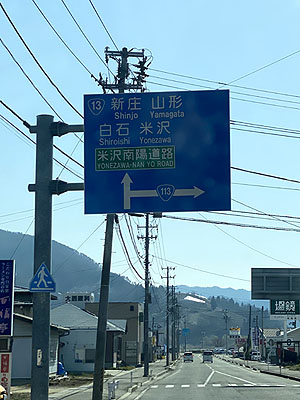 13 新庄 山形
Shinjo Yamagata
白石 米沢
Shiroishi Yonezawa
米沢南陽道路
YONEZAWA-NAN YO ROAD
113